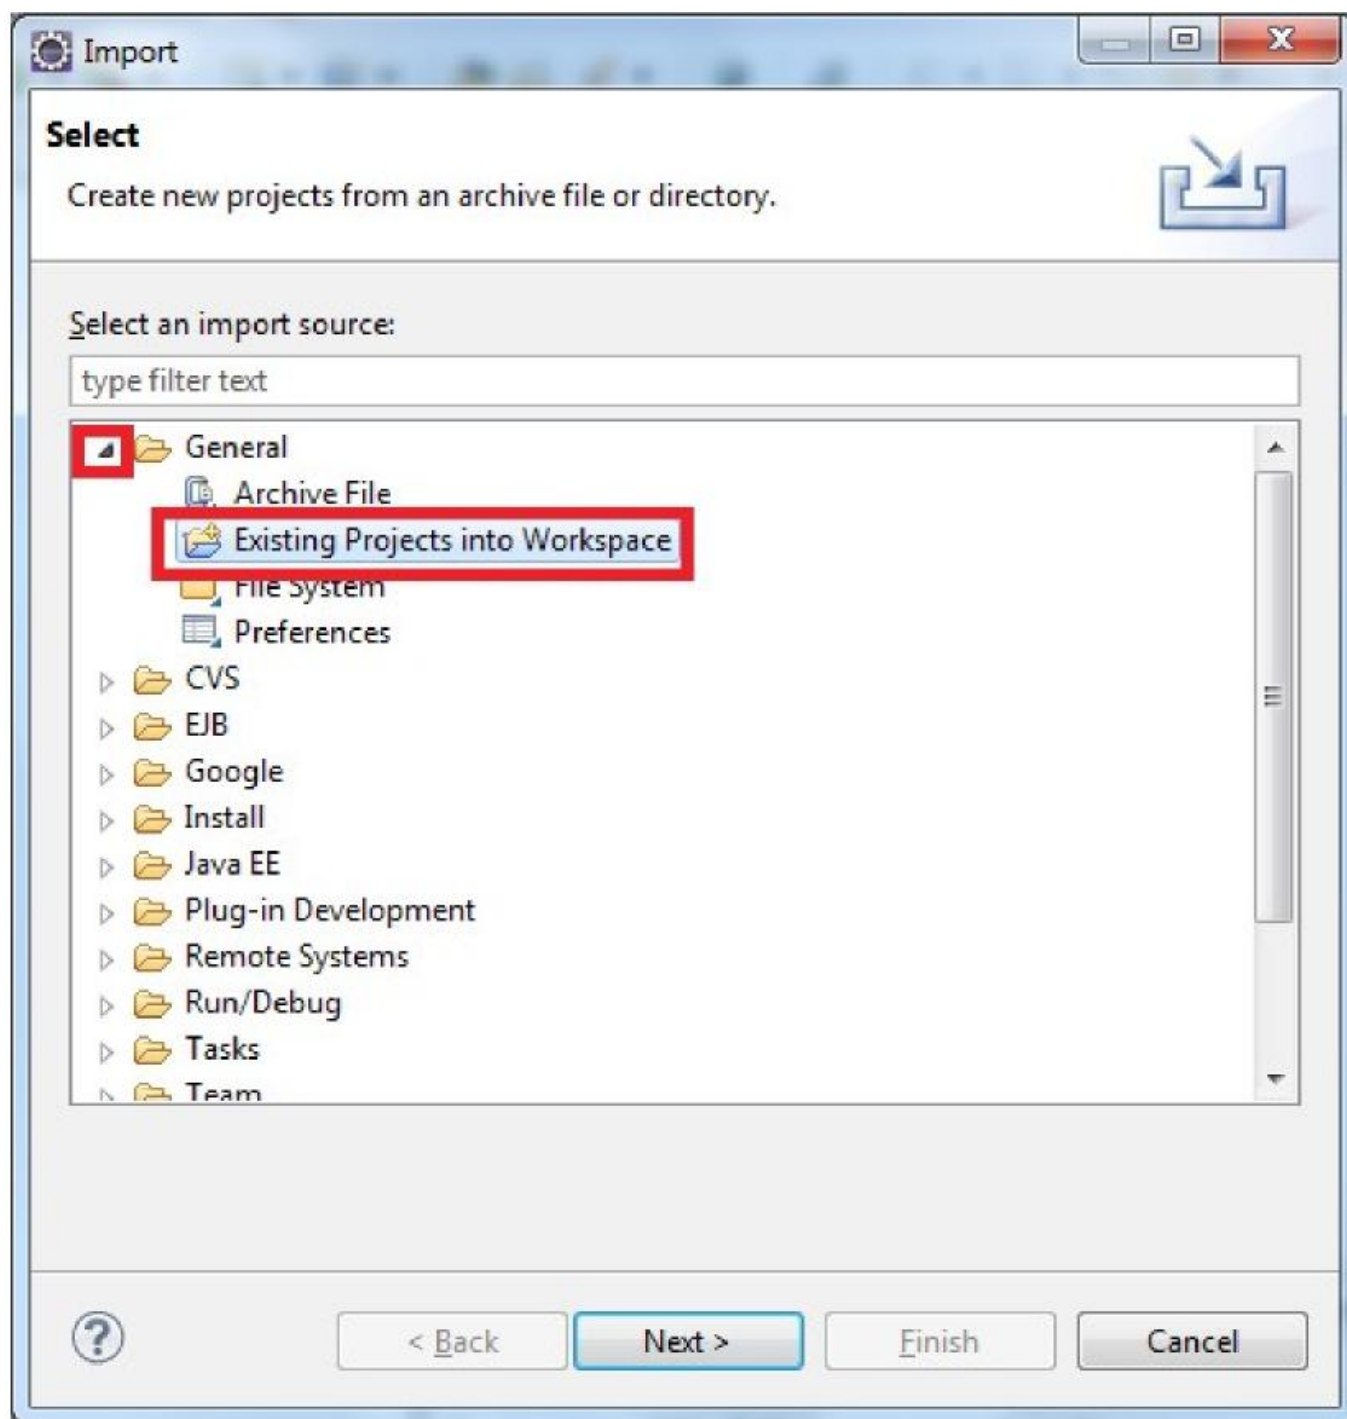 Import
Select
Create new projects from an archive file or directory.
Select an import source:
type filter text
General
Archive File
Existing Projects into Workspace
File System
Preferences
CVS
EJB
Google
Install
Java EE
Plug-in Development
Remote Systems
Run/Debug
Tasks
Team
< Back Next > Finish Cancel